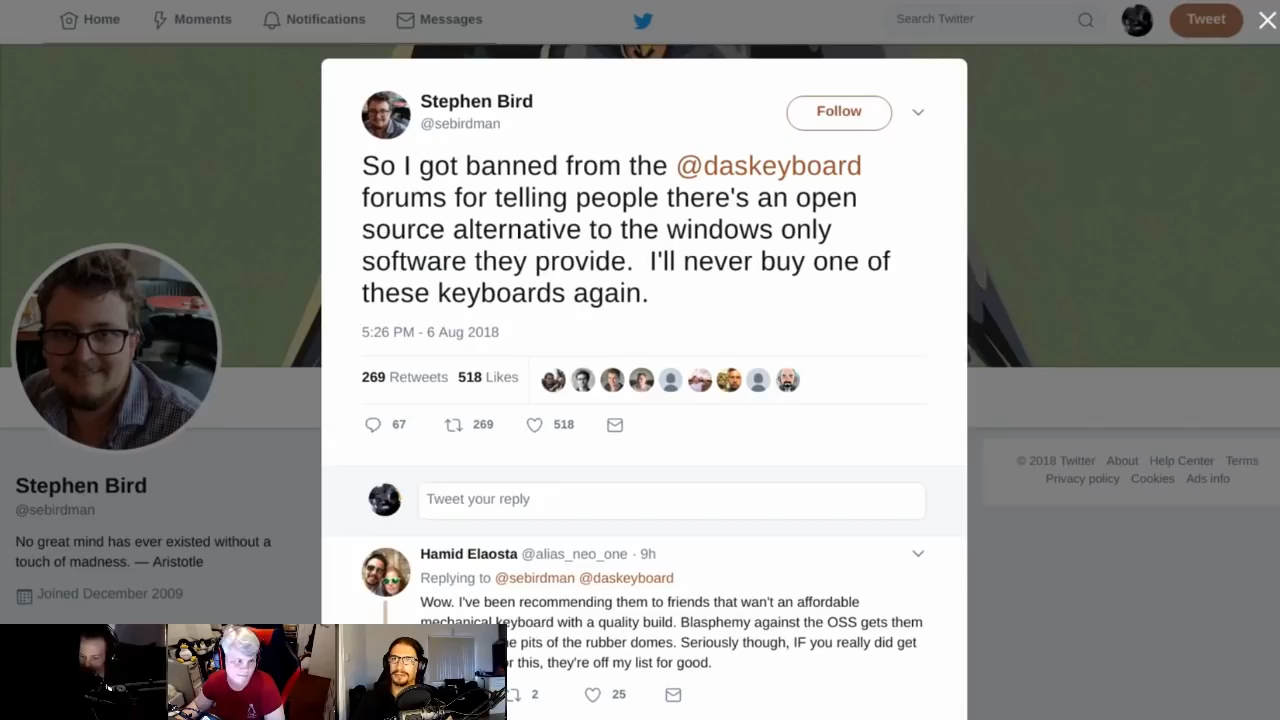 Home Moments Notifications Messages Search Twitter Tweet
Stephen Bird
@sebirdman
Follow
So I got banned from the @daskeyboard
forums for telling people there's an open
source alternative to the windows only
software they provide.  I'll never buy one of
these keyboards again.
5:26 PM - 6 Aug 2018
269 Retweets 518 Likes
67 269 518
Tweet your reply
Hamid Elaosta @alias_neo_one · 9h
Replying to @sebirdman @daskeyboard
Wow. I've been recommending them to friends that wan't an affordable
mechanical keyboard with a quality build. Blasphemy against the OSS gets them
pits of the rubber domes. Seriously though, IF you really did get
this, they're off my list for good.
2 25
Stephen Bird
@sebirdman
No great mind has ever existed without a
touch of madness. — Aristotle
Joined December 2009
© 2018 Twitter About Help Center Terms
Privacy policy Cookies Ads info